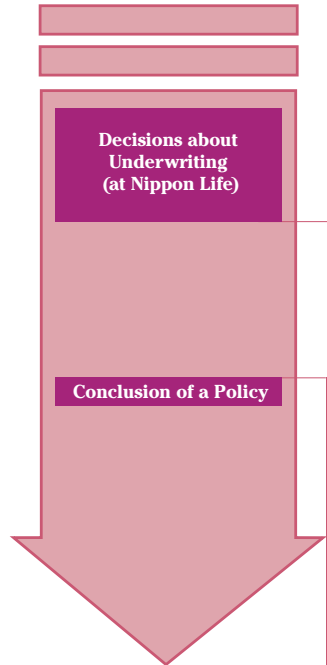 Decisions about
Underwriting
(at Nippon Life)
Conclusion of a Policy